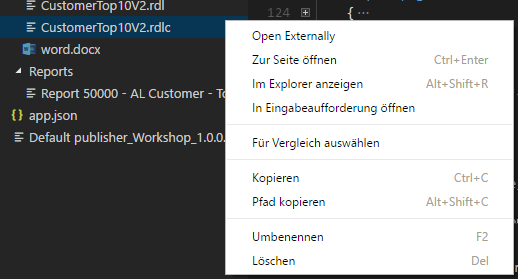 CustomerTop10V2.rdl
CustomerTop10V2.rdlc
word.docx
Reports
Report 50000 - AL Customer - To
{ } app.json
Default publisher_Workshop_1.0.0.
124 {
Open Externally
Zur Seite öffnen Ctrl+Enter
Im Explorer anzeigen Alt+Shift+R
In Eingabeaufforderung öffnen
Für Vergleich auswählen
Kopieren Ctrl+C
Pfad kopieren Alt+Shift+C
Umbenennen F2
Löschen Del